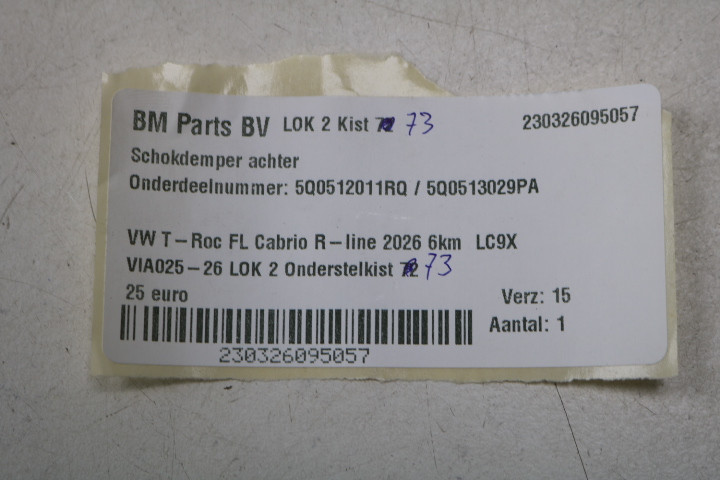 BM Parts BV LOK 2 Kist 73 230326095057
Schokdemper achter
Onderdeelnummer: 5Q0512011RQ / 5Q0513029PA
VW T-Roc FL Cabrio R-line 2026 6km LC9X
VIA025-26 LOK 2 Onderstelkist 73
25 euro Verz: 15
Aantal: 1
230326095057